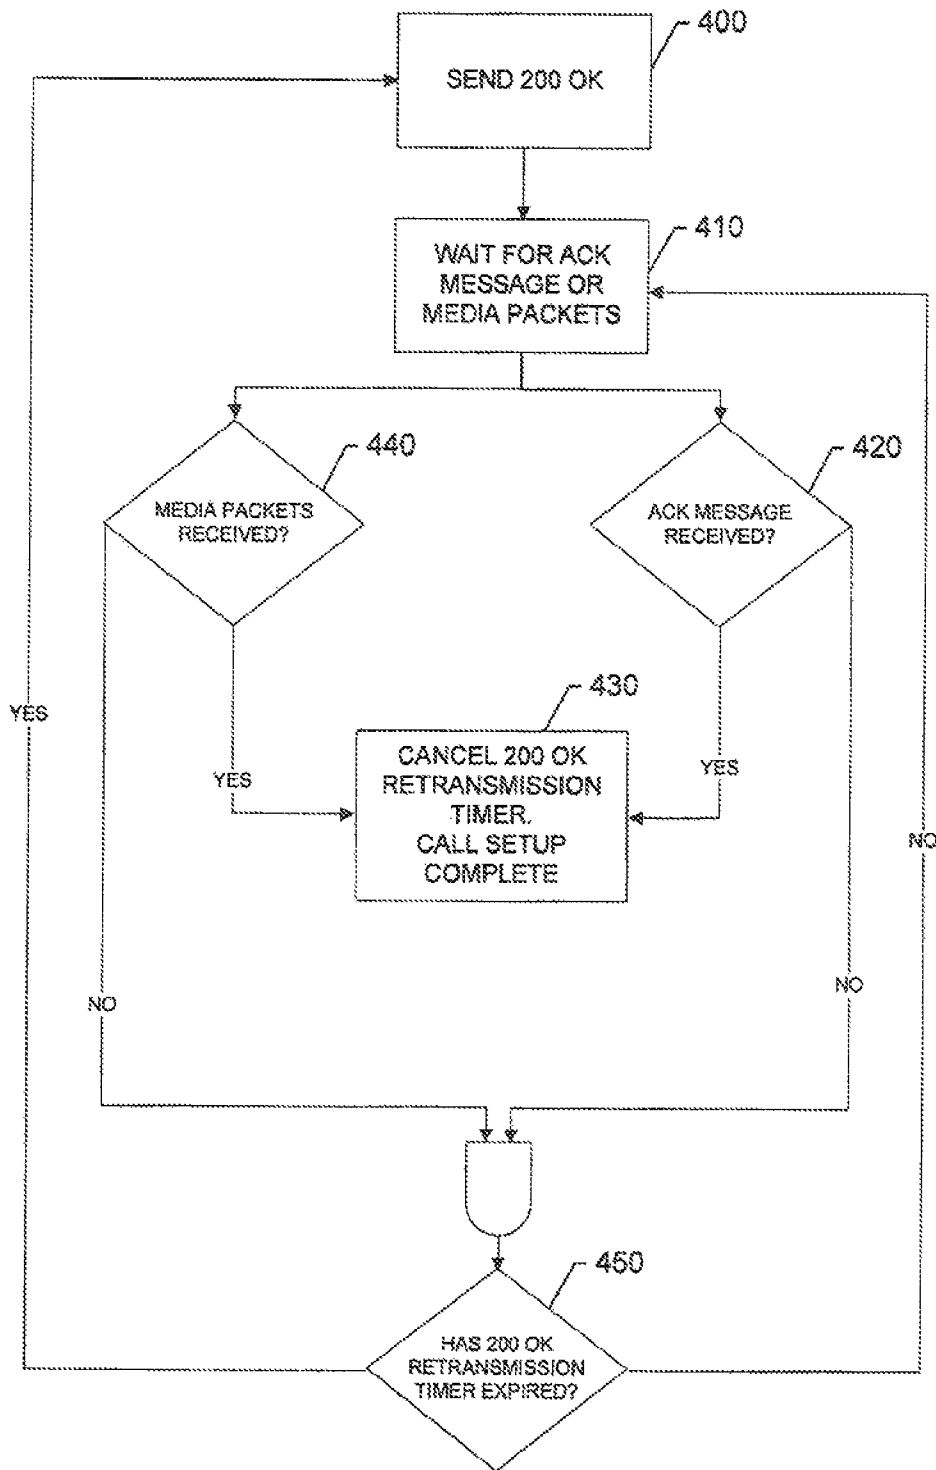 400
SEND 200 OK
410
WAIT FOR ACK
MESSAGE OR
MEDIA PACKETS
440
MEDIA PACKETS
RECEIVED?
420
ACK MESSAGE
RECEIVED?
430
CANCEL 200 OK
RETRANSMISSION
TIMER.
CALL SETUP
COMPLETE
YES
YES
YES
NO
NO
NO
450
HAS 200 OK
RETRANSMISSION
TIMER EXPIRED?